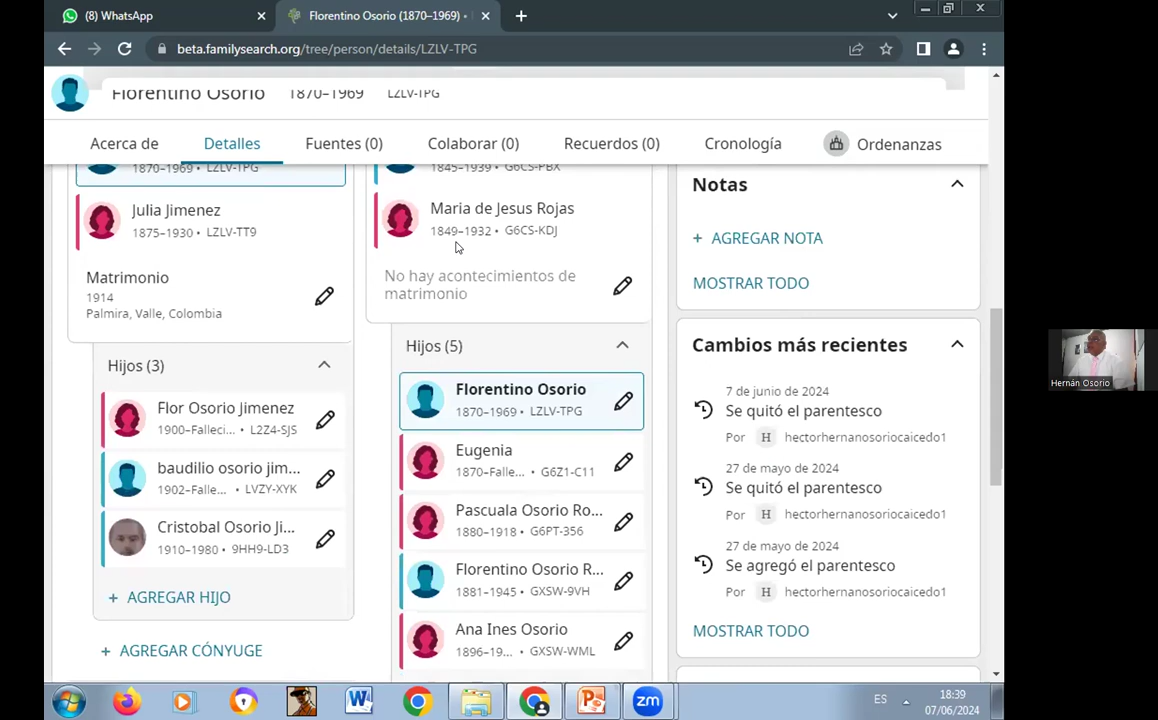 (8) WhatsApp
Florentino Osorio (1870–1969) •
beta.familysearch.org/tree/person/details/LZLV-TPG
Florentino Osorio 1870–1969 LZLV-TPG
Acerca de
Detalles
Fuentes (0)
Colaborar (0)
Recuerdos (0)
Cronología
Ordenanzas
1870–1969 • LZLV-TPG
Julia Jimenez
1875–1930 • LZLV-TT9
Matrimonio
1914
Palmira, Valle, Colombia
Hijos (3)
Flor Osorio Jimenez
1900–Falleci... • L2Z4-SJS
baudilio osorio jim...
1902–Falle... • LVZY-XYK
Cristobal Osorio Ji...
1910–1980 • 9HH9-LD3
+ AGREGAR HIJO
+ AGREGAR CÓNYUGE
1845–1939 • G6CS-PBX
Maria de Jesus Rojas
1849–1932 • G6CS-KDJ
No hay acontecimientos de
matrimonio
Hijos (5)
Florentino Osorio
1870–1969 • LZLV-TPG
Eugenia
1870–Falle... • G6Z1-C11
Pascuala Osorio Ro...
1880–1918 • G6PT-356
Florentino Osorio R...
1881–1945 • GXSW-9VH
Ana Ines Osorio
1896–19... • GXSW-WML
Notas
+ AGREGAR NOTA
MOSTRAR TODO
Cambios más recientes
7 de junio de 2024
Se quitó el parentesco
Por H hectorhernanosoriocaicedo1
27 de mayo de 2024
Se quitó el parentesco
Por H hectorhernanosoriocaicedo1
27 de mayo de 2024
Se agregó el parentesco
Por H hectorhernanosoriocaicedo1
MOSTRAR TODO
Hernán Osorio
ES
18:39
07/06/2024